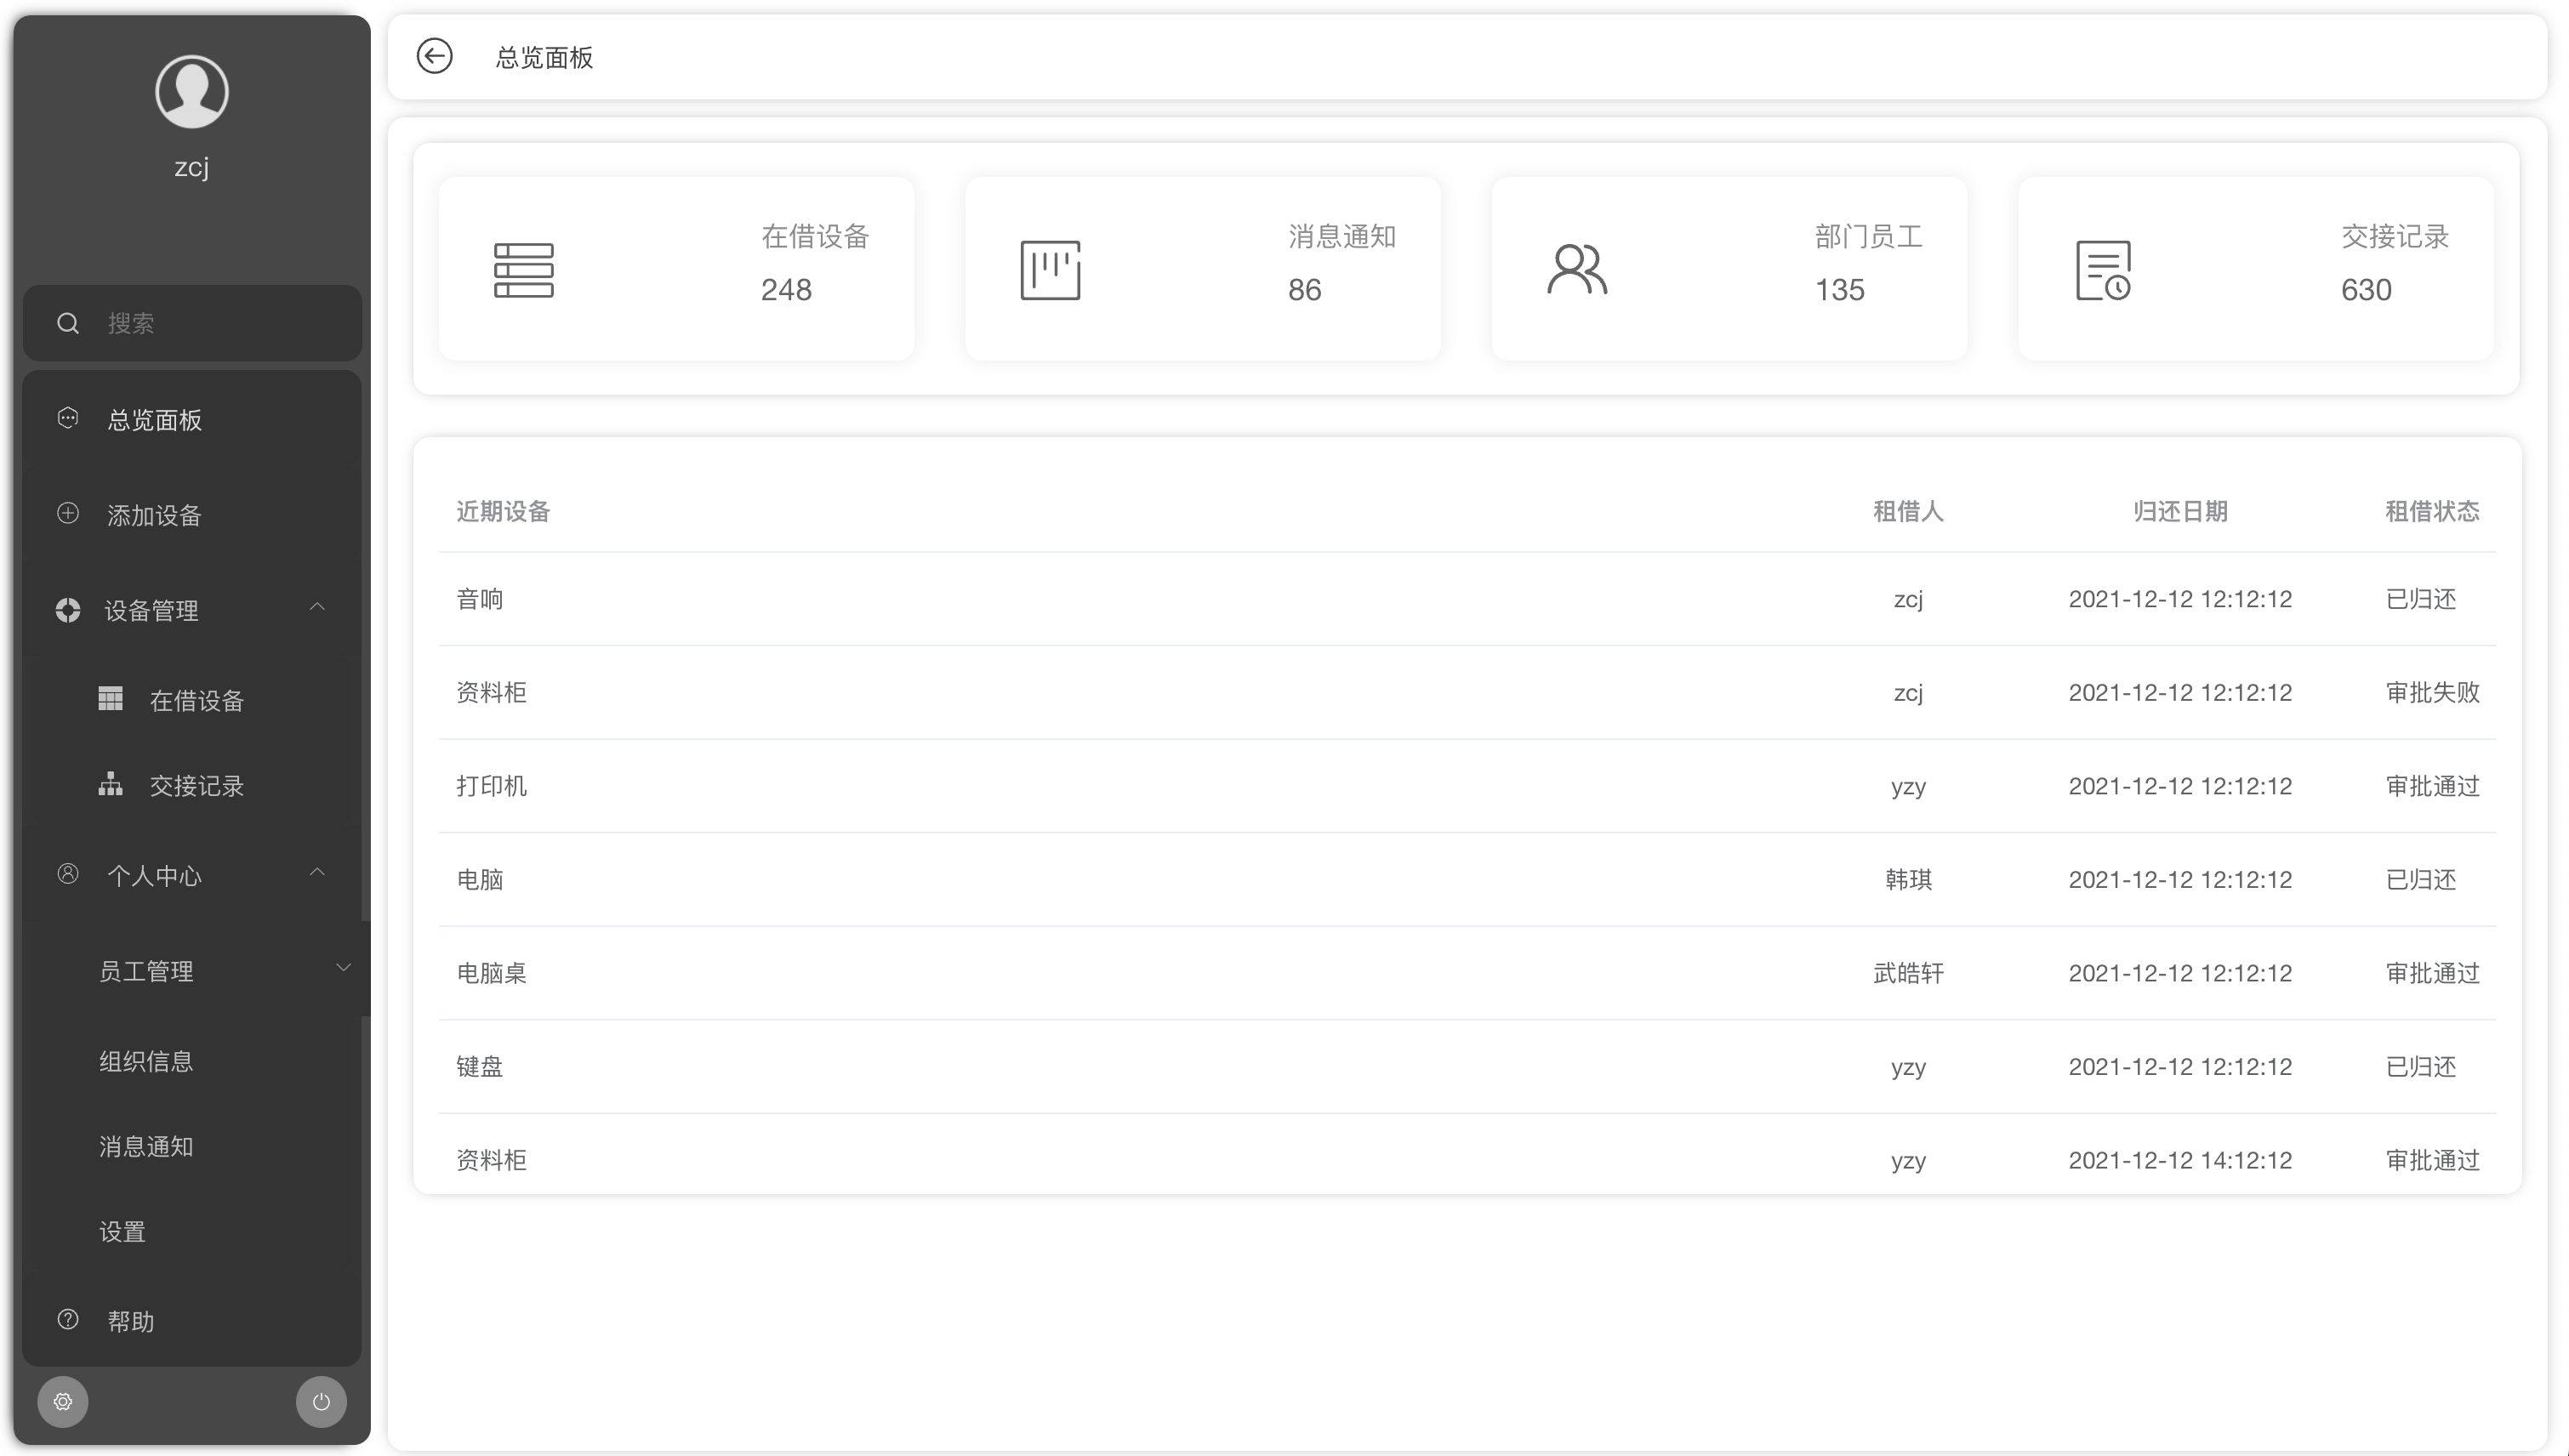 zcj
搜索
总览面板
添加设备
设备管理
在借设备
交接记录
个人中心
员工管理
组织信息
消息通知
设置
帮助
总览面板
在借设备
248
消息通知
86
部门员工
135
交接记录
630
近期设备 租借人 归还日期 租借状态
音响 zcj 2021-12-12 12:12:12 已归还
资料柜 zcj 2021-12-12 12:12:12 审批失败
打印机 yzy 2021-12-12 12:12:12 审批通过
电脑 韩琪 2021-12-12 12:12:12 已归还
电脑桌 武皓轩 2021-12-12 12:12:12 审批通过
键盘 yzy 2021-12-12 12:12:12 已归还
资料柜 yzy 2021-12-12 14:12:12 审批通过